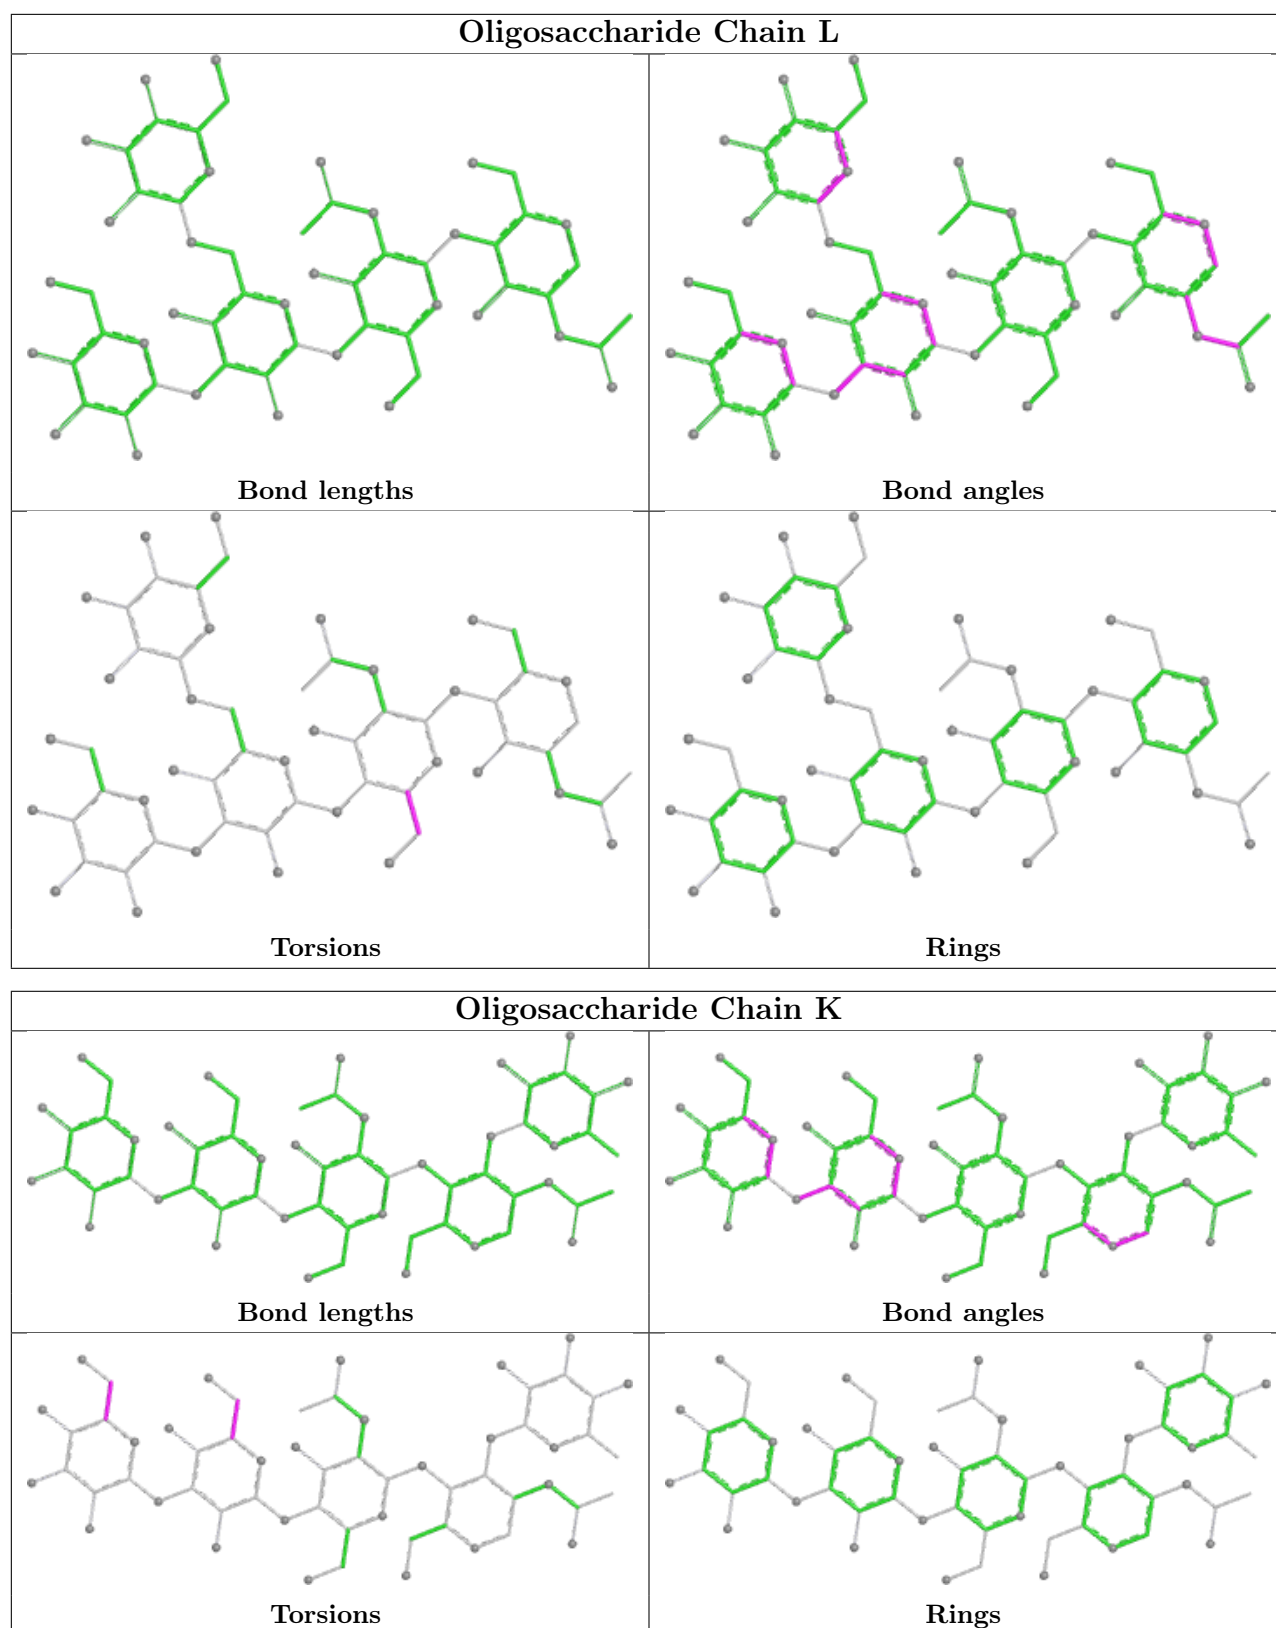 Oligosaccharide Chain L
Bond lengths
Bond angles
Torsions
Rings
Oligosaccharide Chain K
Bond lengths
Bond angles
Torsions
Rings